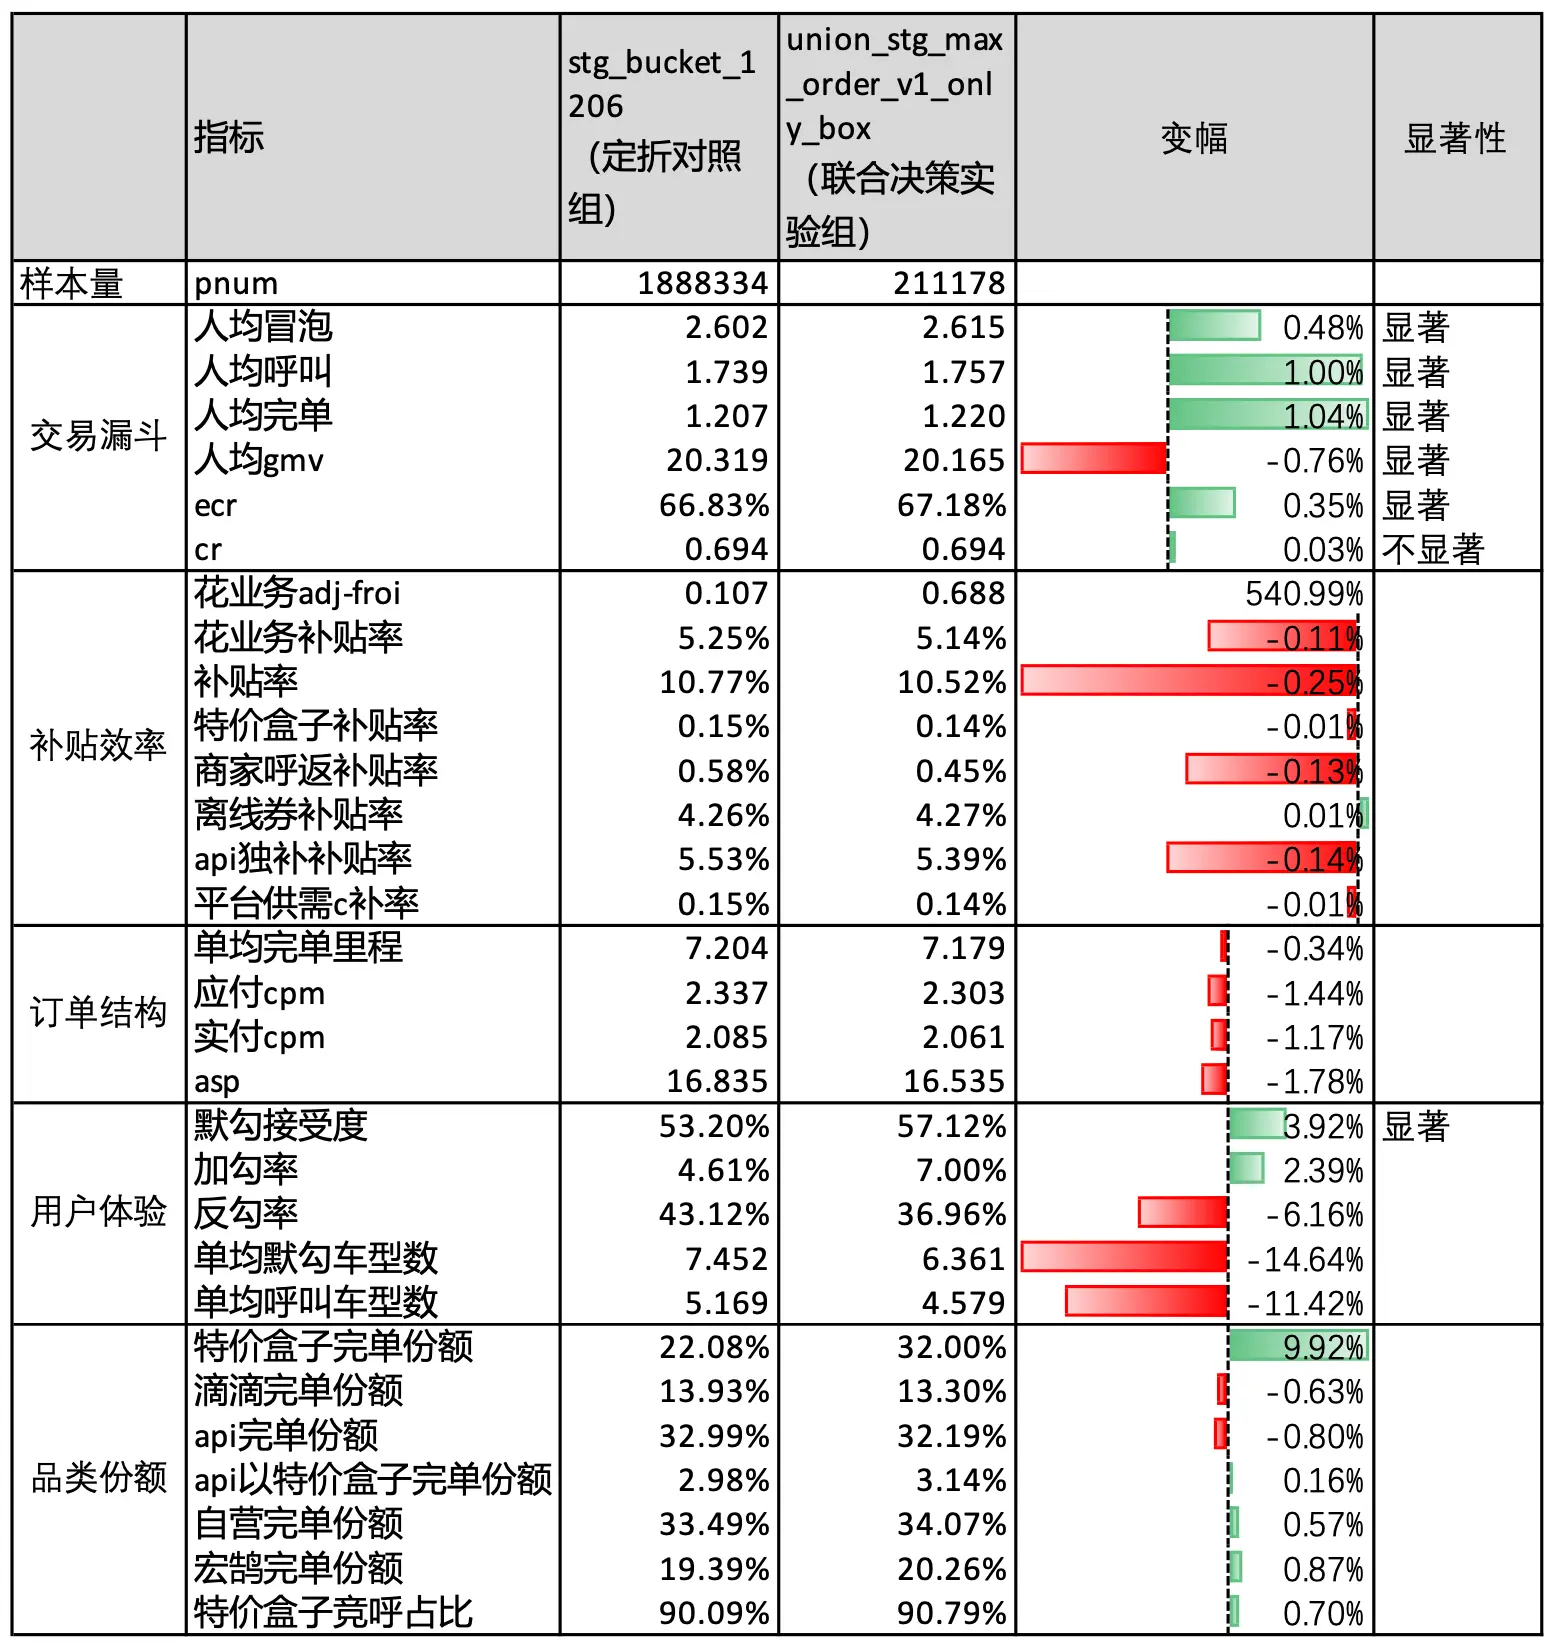 指标
stg_bucket_1
206
（定折对照
组）
union_stg_max
_order_v1_onl
y_box
（联合决策实
验组）
变幅
显著性
样本量 pnum 1888334 211178
交易漏斗
人均冒泡 2.602 2.615 0.48% 显著
人均呼叫 1.739 1.757 1.00% 显著
人均完单 1.207 1.220 1.04% 显著
人均gmv 20.319 20.165 -0.76% 显著
ecr 66.83% 67.18% 0.35% 显著
cr 0.694 0.694 0.03% 不显著
补贴效率
花业务adj-froi 0.107 0.688 540.99%
花业务补贴率 5.25% 5.14% -0.11%
补贴率 10.77% 10.52% -0.25%
特价盒子补贴率 0.15% 0.14% -0.01%
商家呼返补贴率 0.58% 0.45% -0.13%
离线券补贴率 4.26% 4.27% 0.01%
api独补补贴率 5.53% 5.39% -0.14%
平台供需c补率 0.15% 0.14% -0.01%
订单结构
单均完单里程 7.204 7.179 -0.34%
应付cpm 2.337 2.303 -1.44%
实付cpm 2.085 2.061 -1.17%
asp 16.835 16.535 -1.78%
用户体验
默勾接受度 53.20% 57.12% 3.92% 显著
加勾率 4.61% 7.00% 2.39%
反勾率 43.12% 36.96% -6.16%
单均默勾车型数 7.452 6.361 -14.64%
单均呼叫车型数 5.169 4.579 -11.42%
品类份额
特价盒子完单份额 22.08% 32.00% 9.92%
滴滴完单份额 13.93% 13.30% -0.63%
api完单份额 32.99% 32.19% -0.80%
api以特价盒子完单份额 2.98% 3.14% 0.16%
自营完单份额 33.49% 34.07% 0.57%
宏鹄完单份额 19.39% 20.26% 0.87%
特价盒子竞呼占比 90.09% 90.79% 0.70%